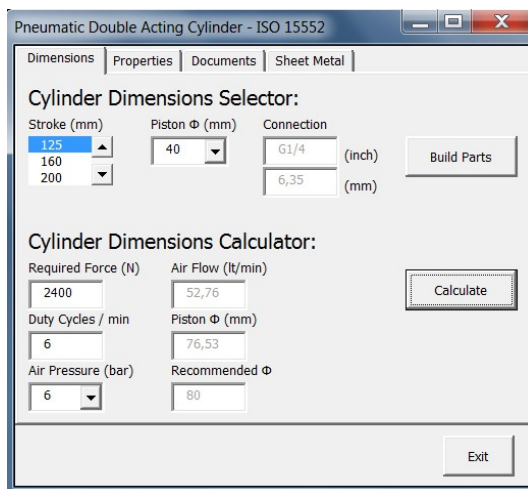 Pneumatic Double Acting Cylinder - ISO 15552
Dimensions Properties Documents Sheet Metal
Cylinder Dimensions Selector:
Stroke (mm) Piston Φ (mm) Connection
125 40 G1/4 (inch) Build Parts
160
200 6,35 (mm)
Cylinder Dimensions Calculator:
Required Force (N) Air Flow (lt/min)
2400 52,76 Calculate
Duty Cycles / min Piston Φ (mm)
6 76,53
Air Pressure (bar) Recommended Φ
6 80
Exit